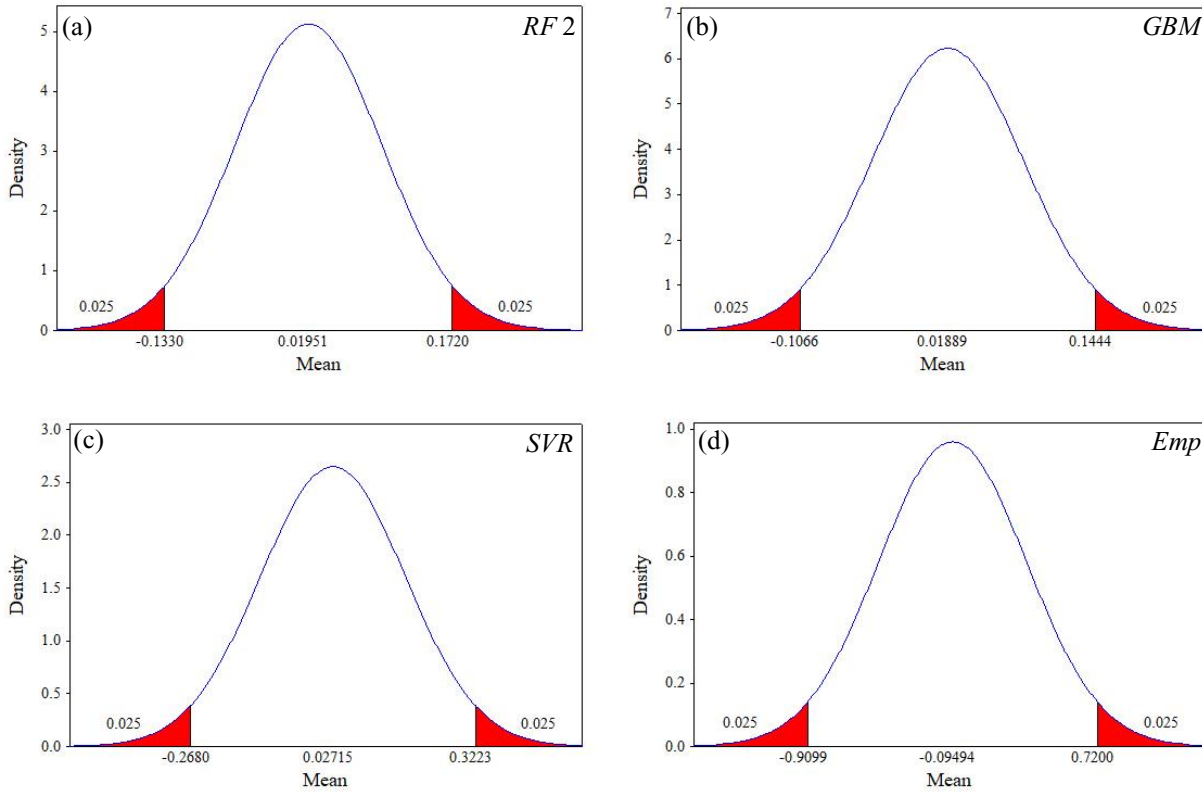 (a) RF 2
Density
5
4
3
2
1
0
0.025 0.025
-0.1330 0.01951 0.1720
Mean
(b) GBM
Density
7
6
5
4
3
2
1
0
0.025 0.025
-0.1066 0.01889 0.1444
Mean
(c) SVR
Density
3.0
2.5
2.0
1.5
1.0
0.5
0.0
0.025 0.025
-0.2680 0.02715 0.3223
Mean
(d) Emp
Density
1.0
0.8
0.6
0.4
0.2
0.0
0.025 0.025
-0.9099 -0.09494 0.7200
Mean